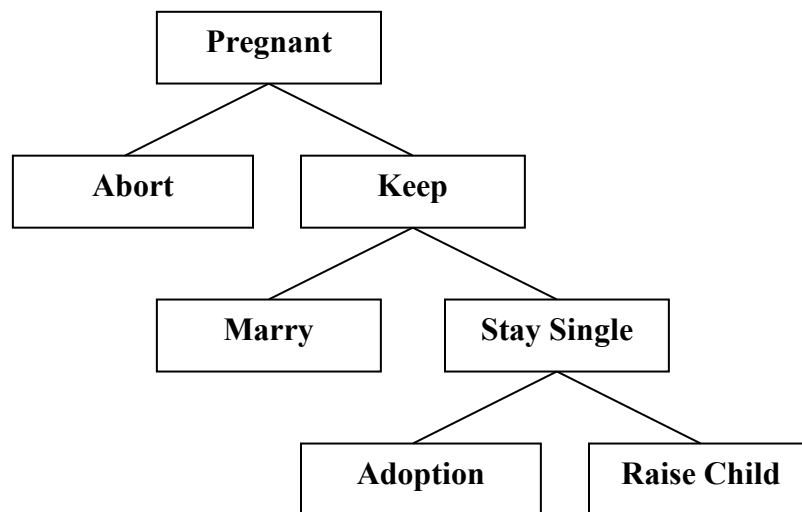 Pregnant
Abort
Keep
Marry
Stay Single
Adoption
Raise Child